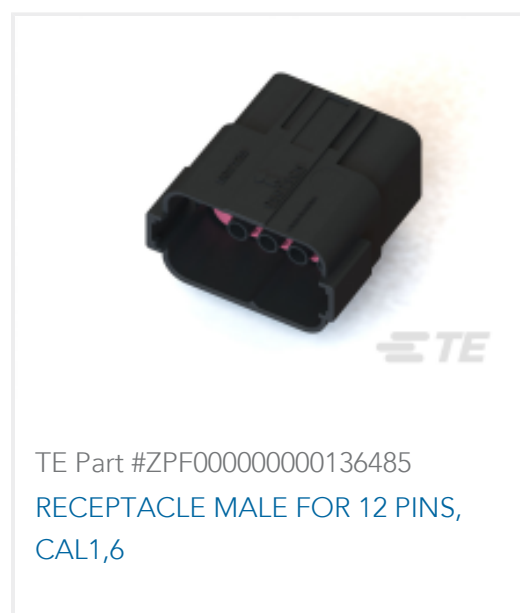 TE
TE Part #ZPF000000000136485
RECEPTACLE MALE FOR 12 PINS,
CAL1,6